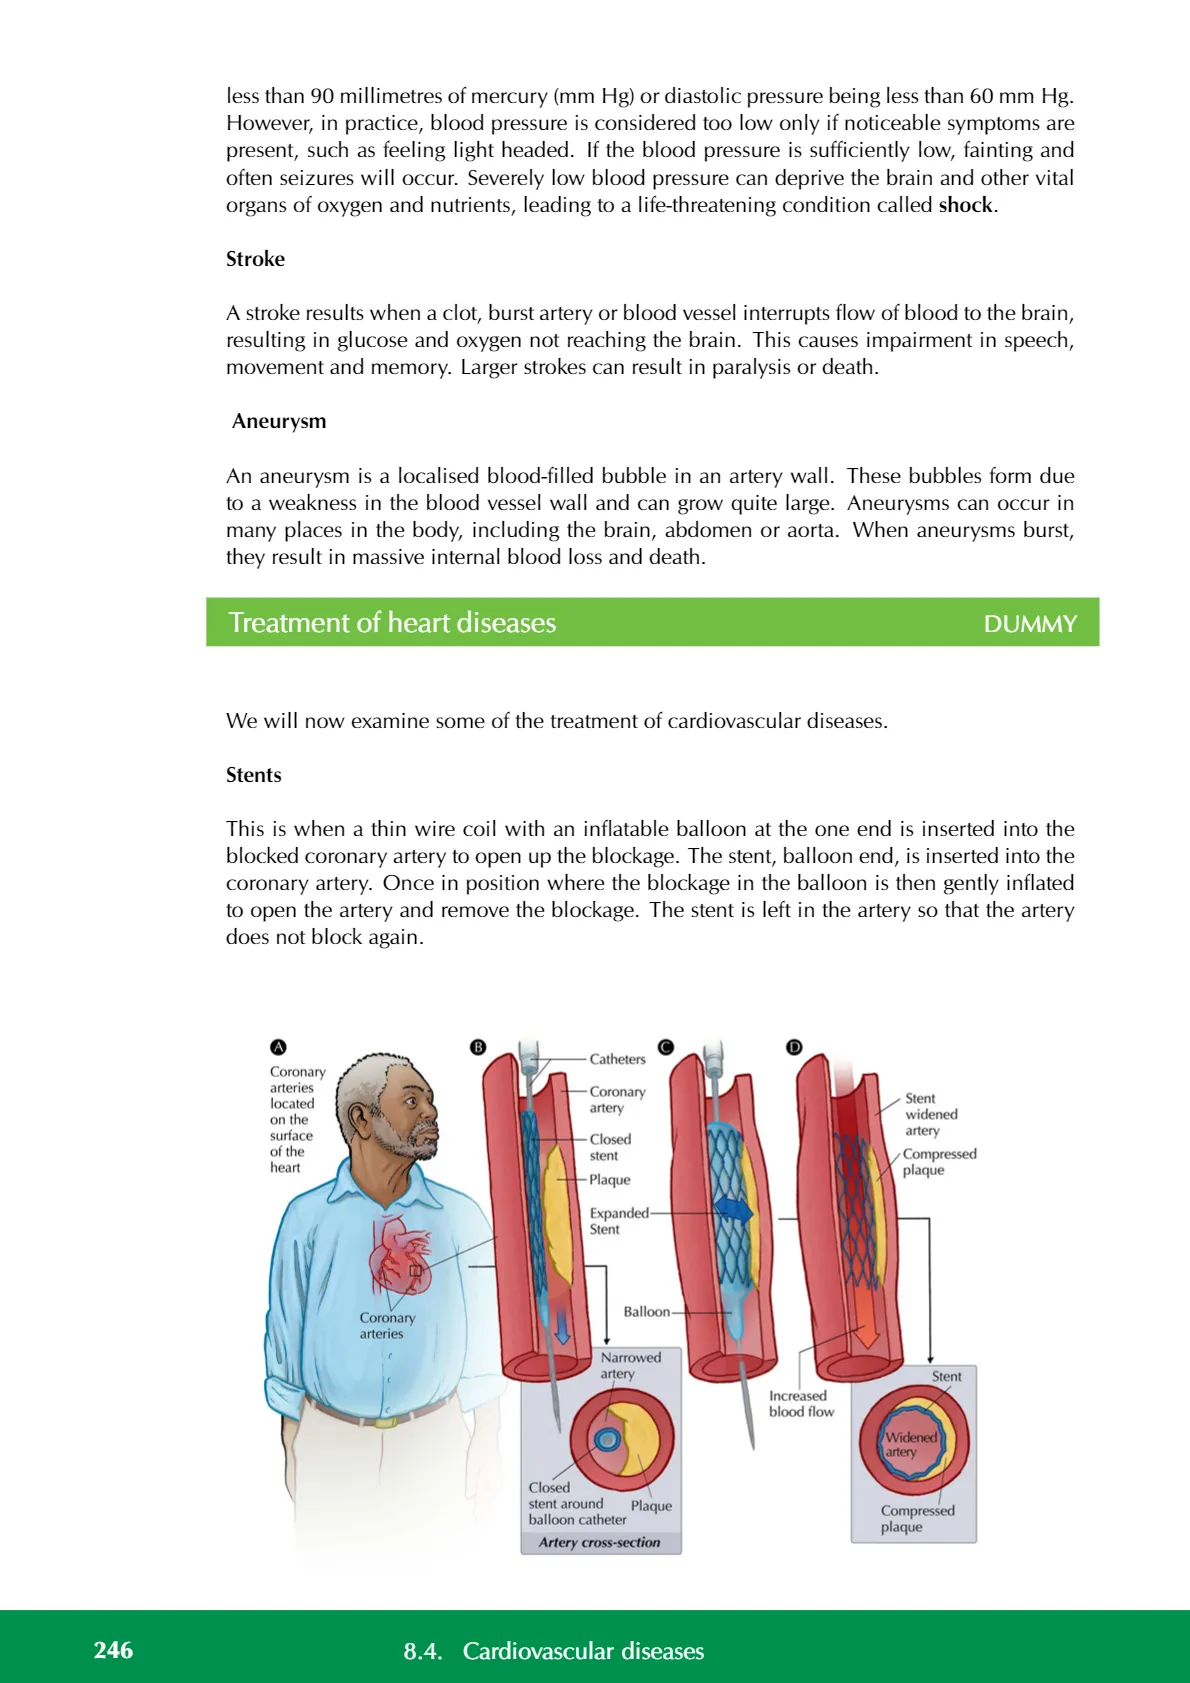 less than 90 millimetres of mercury (mm Hg) or diastolic pressure being less than 60 mm Hg.
However, in practice, blood pressure is considered too low only if noticeable symptoms are
present, such as feeling light headed. If the blood pressure is sufficiently low, fainting and
often seizures will occur. Severely low blood pressure can deprive the brain and other vital
organs of oxygen and nutrients, leading to a life-threatening condition called shock.
Stroke
A stroke results when a clot, burst artery or blood vessel interrupts flow of blood to the brain,
resulting in glucose and oxygen not reaching the brain. This causes impairment in speech,
movement and memory. Larger strokes can result in paralysis or death.
Aneurysm
An aneurysm is a localised blood-filled bubble in an artery wall. These bubbles form due
to a weakness in the blood vessel wall and can grow quite large. Aneurysms can occur in
many places in the body, including the brain, abdomen or aorta. When aneurysms burst,
they result in massive internal blood loss and death.
Treatment of heart diseases DUMMY
We will now examine some of the treatment of cardiovascular diseases.
Stents
This is when a thin wire coil with an inflatable balloon at the one end is inserted into the
blocked coronary artery to open up the blockage. The stent, balloon end, is inserted into the
coronary artery. Once in position where the blockage in the balloon is then gently inflated
to open the artery and remove the blockage. The stent is left in the artery so that the artery
does not block again.
A
Coronary
arteries
located
on the
surface
of the
heart
Coronary
arteries
B
Catheters
Coronary
artery
Closed
stent
Plaque
Expanded
Stent
Balloon
Narrowed
artery
Closed
stent around
balloon catheter
Plaque
Artery cross-section
C
D
Stent
widened
artery
Compressed
plaque
Increased
blood flow
Stent
Widened
artery
Compressed
plaque
246 8.4. Cardiovascular diseases